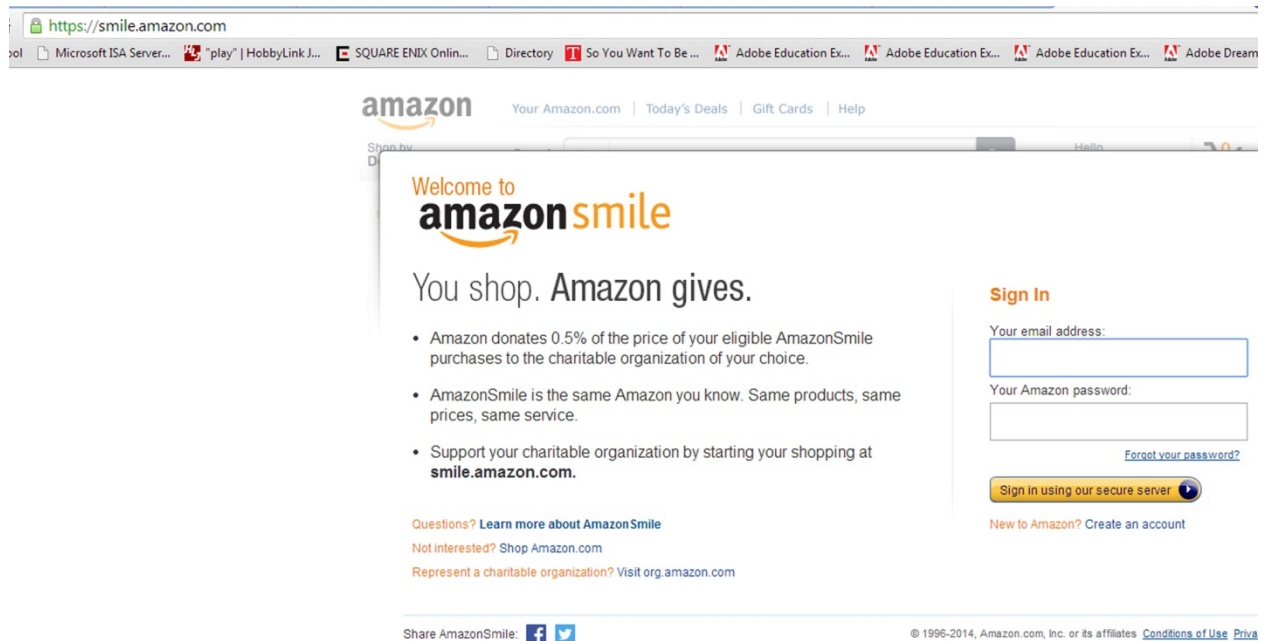 https://smile.amazon.com
ool Microsoft ISA Server... "play" | HobbyLink J... SQUARE ENIX Onlin... Directory So You Want To Be ... Adobe Education Ex... Adobe Education Ex... Adobe Education Ex... Adobe Dream
amazon Your Amazon.com | Today's Deals | Gift Cards | Help
Shop by Hello
Welcome to
amazonsmile
You shop. Amazon gives.
• Amazon donates 0.5% of the price of your eligible AmazonSmile
purchases to the charitable organization of your choice.
• AmazonSmile is the same Amazon you know. Same products, same
prices, same service.
• Support your charitable organization by starting your shopping at
smile.amazon.com.
Questions? Learn more about AmazonSmile
Not interested? Shop Amazon.com
Represent a charitable organization? Visit org.amazon.com
Sign In
Your email address:
Your Amazon password:
Forgot your password?
Sign in using our secure server
New to Amazon? Create an account
Share AmazonSmile:
© 1996-2014, Amazon.com, Inc. or its affiliates Conditions of Use Priva